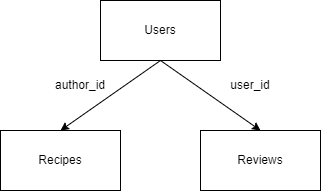 Users
author_id
user_id
Recipes
Reviews